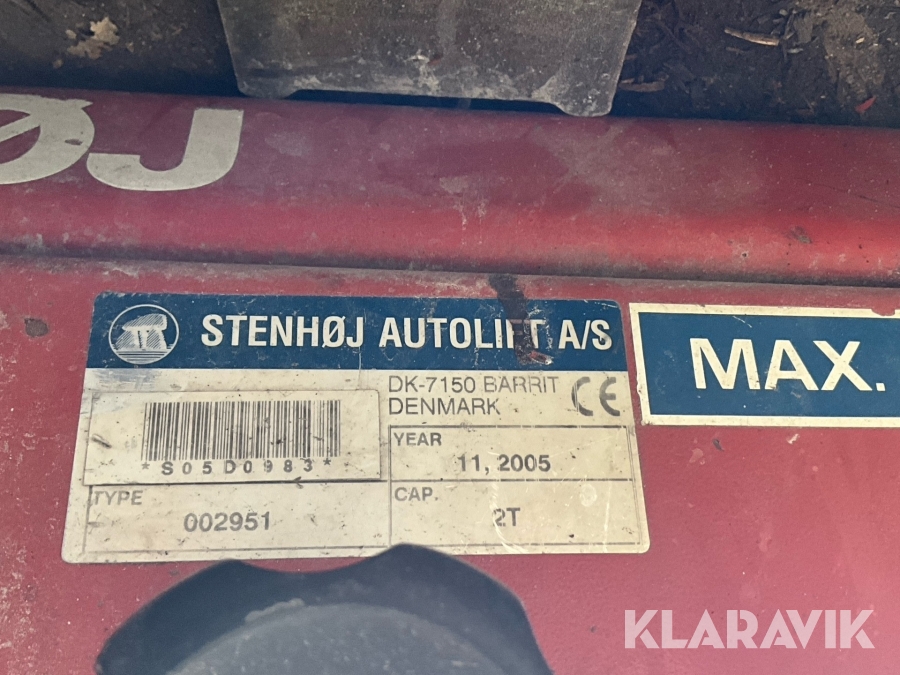 ØJ
STENHØJ AUTOLIFT A/S
DK-7150 BARRIT
DENMARK
CE
*S05D0983*
YEAR
11, 2005
TYPE
002951
CAP.
2T
MAX.
KLARAVIK